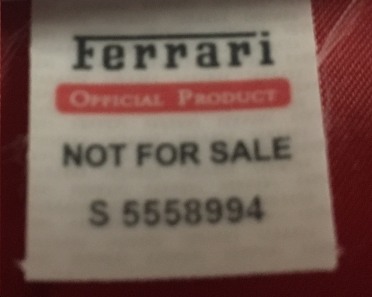 Ferrari
OFFICIAL PRODUCT
NOT FOR SALE
S 5558994